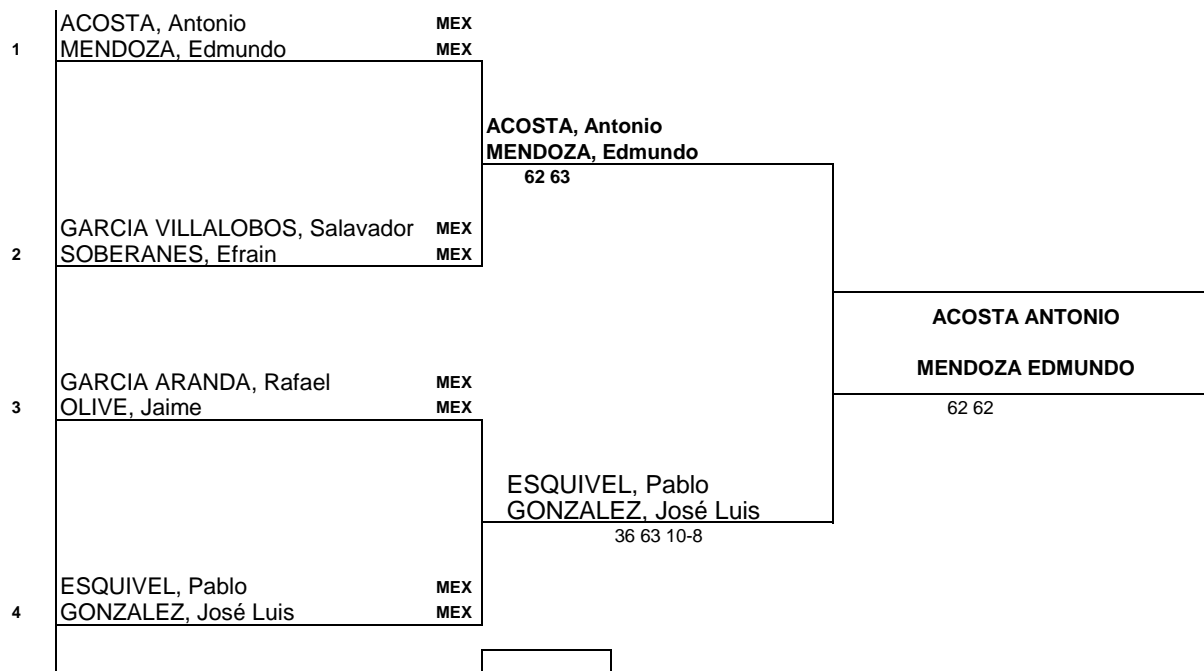 ACOSTA, Antonio MEX
1 MENDOZA, Edmundo MEX
ACOSTA, Antonio
MENDOZA, Edmundo
62 63
GARCIA VILLALOBOS, Salavador MEX
2 SOBERANES, Efrain MEX
ACOSTA ANTONIO
MENDOZA EDMUNDO
62 62
GARCIA ARANDA, Rafael MEX
3 OLIVE, Jaime MEX
ESQUIVEL, Pablo
GONZALEZ, José Luis
36 63 10-8
ESQUIVEL, Pablo MEX
4 GONZALEZ, José Luis MEX